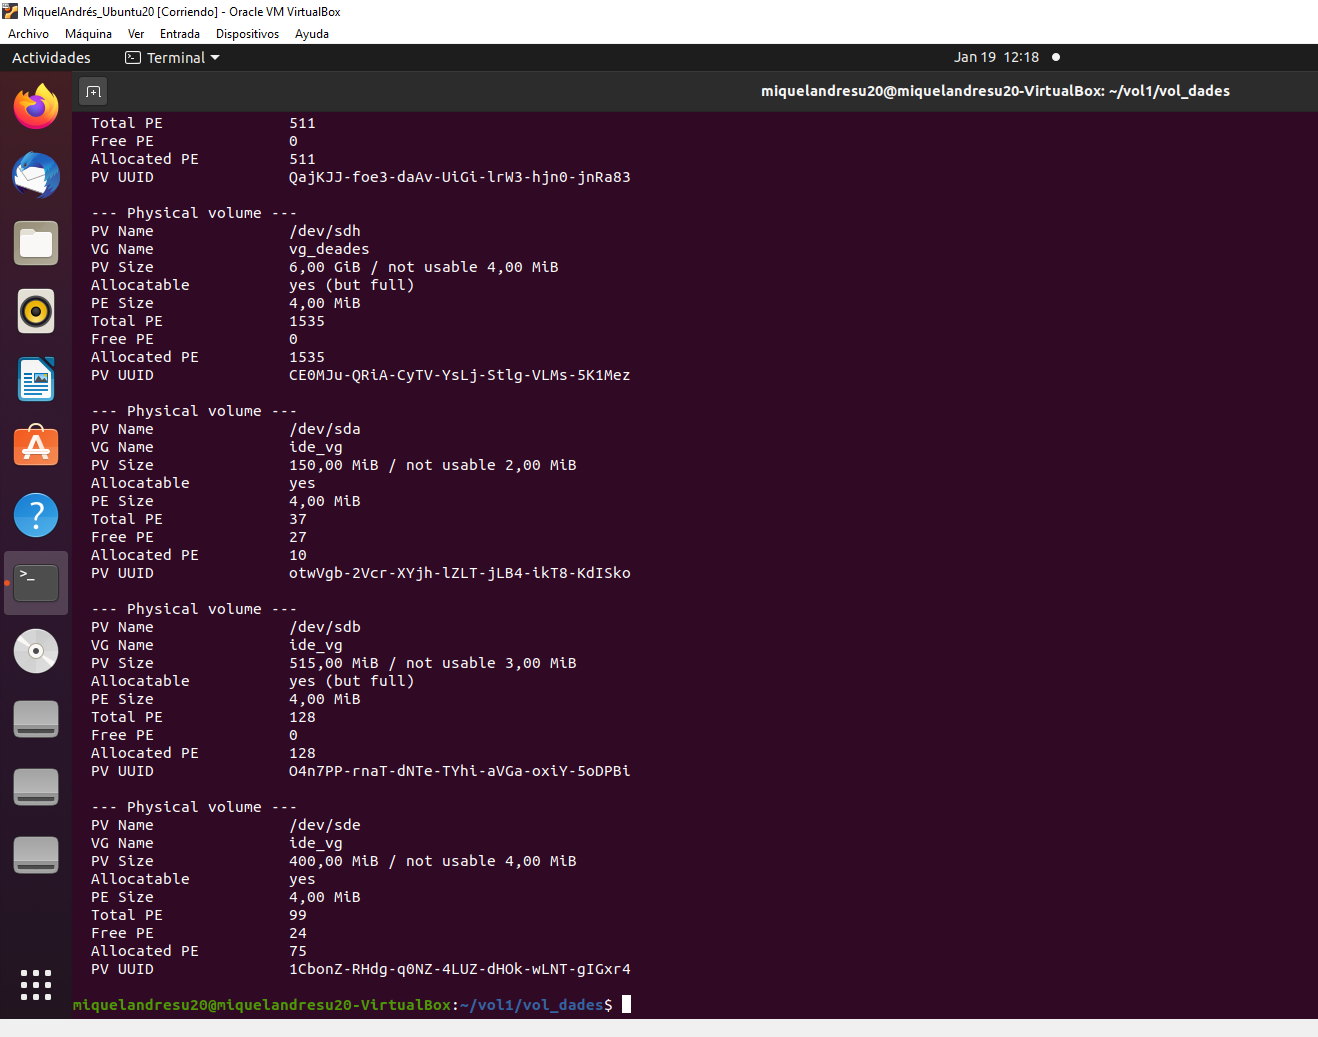 MiquelAndrés_Ubuntu20 [Corriendo] - Oracle VM VirtualBox
Archivo Máquina Ver Entrada Dispositivos Ayuda
Actividades Terminal Jan 19 12:18
miquelandresu20@miquelandresu20-VirtualBox: ~/vol1/vol_dades
Total PE 511
Free PE 0
Allocated PE 511
PV UUID QajKJJ-foe3-daAv-UiGi-lrW3-hjn0-jnRa83
--- Physical volume ---
PV Name /dev/sdh
VG Name vg_deades
PV Size 6,00 GiB / not usable 4,00 MiB
Allocatable yes (but full)
PE Size 4,00 MiB
Total PE 1535
Free PE 0
Allocated PE 1535
PV UUID CE0MJu-QRiA-CyTV-YsLj-Stlg-VLMs-5K1Mez
--- Physical volume ---
PV Name /dev/sda
VG Name ide_vg
PV Size 150,00 MiB / not usable 2,00 MiB
Allocatable yes
PE Size 4,00 MiB
Total PE 37
Free PE 27
Allocated PE 10
PV UUID otwVgb-2Vcr-XYjh-lZLT-jLB4-ikT8-KdISko
--- Physical volume ---
PV Name /dev/sdb
VG Name ide_vg
PV Size 515,00 MiB / not usable 3,00 MiB
Allocatable yes (but full)
PE Size 4,00 MiB
Total PE 128
Free PE 0
Allocated PE 128
PV UUID O4n7PP-rnaT-dNTe-TYhi-aVGa-oxiY-5oDPBi
--- Physical volume ---
PV Name /dev/sde
VG Name ide_vg
PV Size 400,00 MiB / not usable 4,00 MiB
Allocatable yes
PE Size 4,00 MiB
Total PE 99
Free PE 24
Allocated PE 75
PV UUID 1CbonZ-RHdg-q0NZ-4LUZ-dHOk-wLNT-gIGxr4
miquelandresu20@miquelandresu20-VirtualBox:~/vol1/vol_dades$